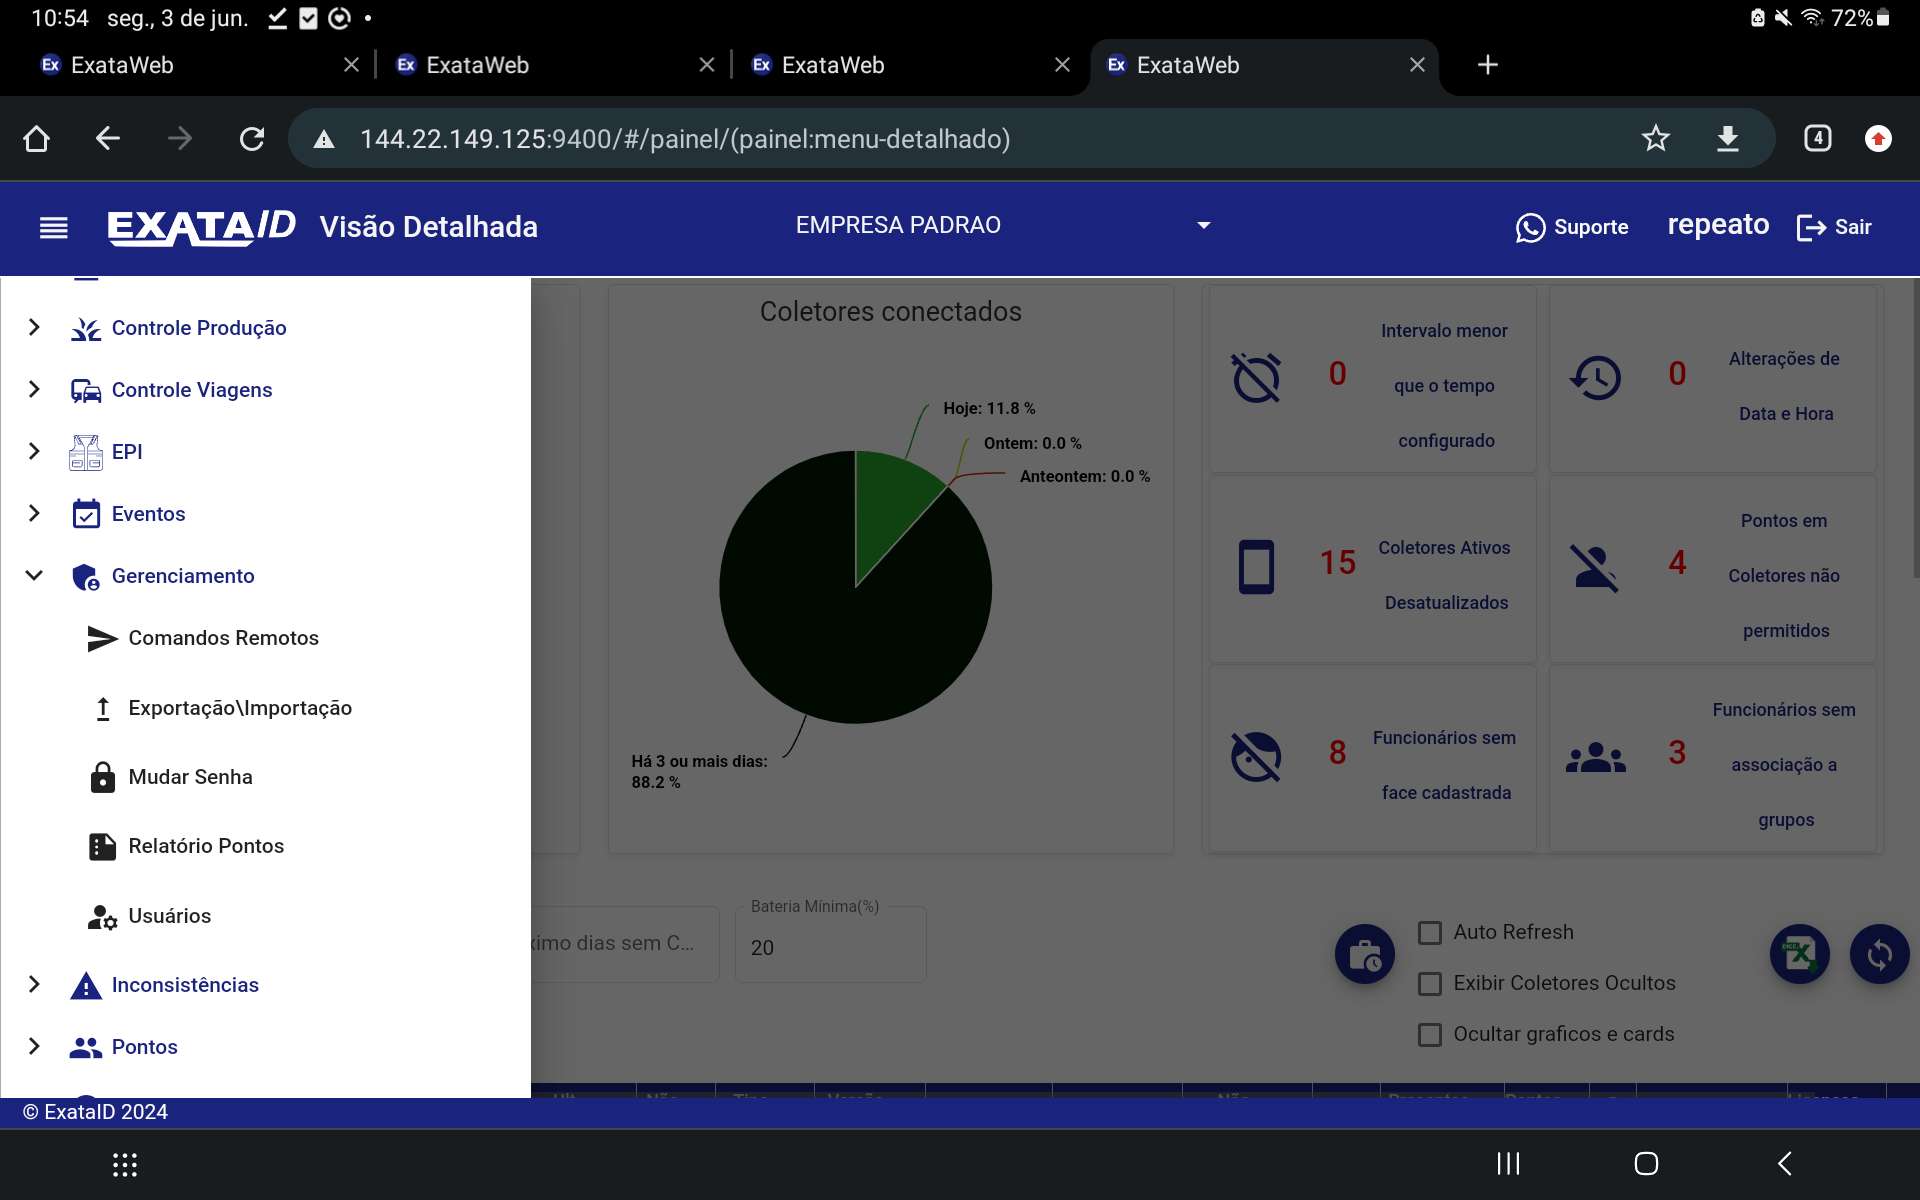 10:54 seg., 3 de jun. 72%
Ex ExataWeb
Ex ExataWeb
Ex ExataWeb
Ex ExataWeb
144.22.149.125:9400/#/painel/(painel:menu-detalhado)
4
EXATAID
Visão Detalhada
EMPRESA PADRAO
Suporte
repeato
Sair
Controle Produção
Controle Viagens
EPI
Eventos
Gerenciamento
Comandos Remotos
Exportação\Importação
Mudar Senha
Relatório Pontos
Usuários
Inconsistências
Pontos
Coletores conectados
Hoje: 11.8 %
Ontem: 0.0 %
Anteontem: 0.0 %
Há 3 ou mais dias:
88.2 %
0
Intervalo menor
que o tempo
configurado
0
Alterações de
Data e Hora
15
Coletores Ativos
Desatualizados
4
Pontos em
Coletores não
permitidos
8
Funcionários sem
face cadastrada
3
Funcionários sem
associação a
grupos
ximo dias sem C...
Bateria Mínima(%)
20
Auto Refresh
Exibir Coletores Ocultos
Ocultar graficos e cards
© ExataID 2024